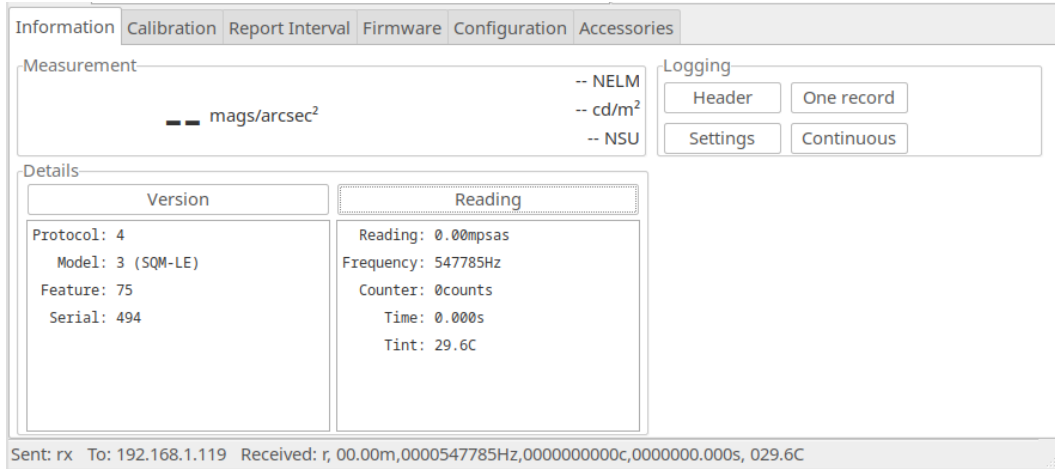 Information Calibration Report Interval Firmware Configuration Accessories
Measurement
-- mags/arcsec²
-- NELM
-- cd/m²
-- NSU
Logging
Header One record
Settings Continuous
Details
Version
Protocol: 4
Model: 3 (SQM-LE)
Feature: 75
Serial: 494
Reading
Reading: 0.00mpsas
Frequency: 547785Hz
Counter: 0counts
Time: 0.000s
Tint: 29.6C
Sent: rx To: 192.168.1.119 Received: r, 00.00m,0000547785Hz,0000000000c,0000000.000s, 029.6C